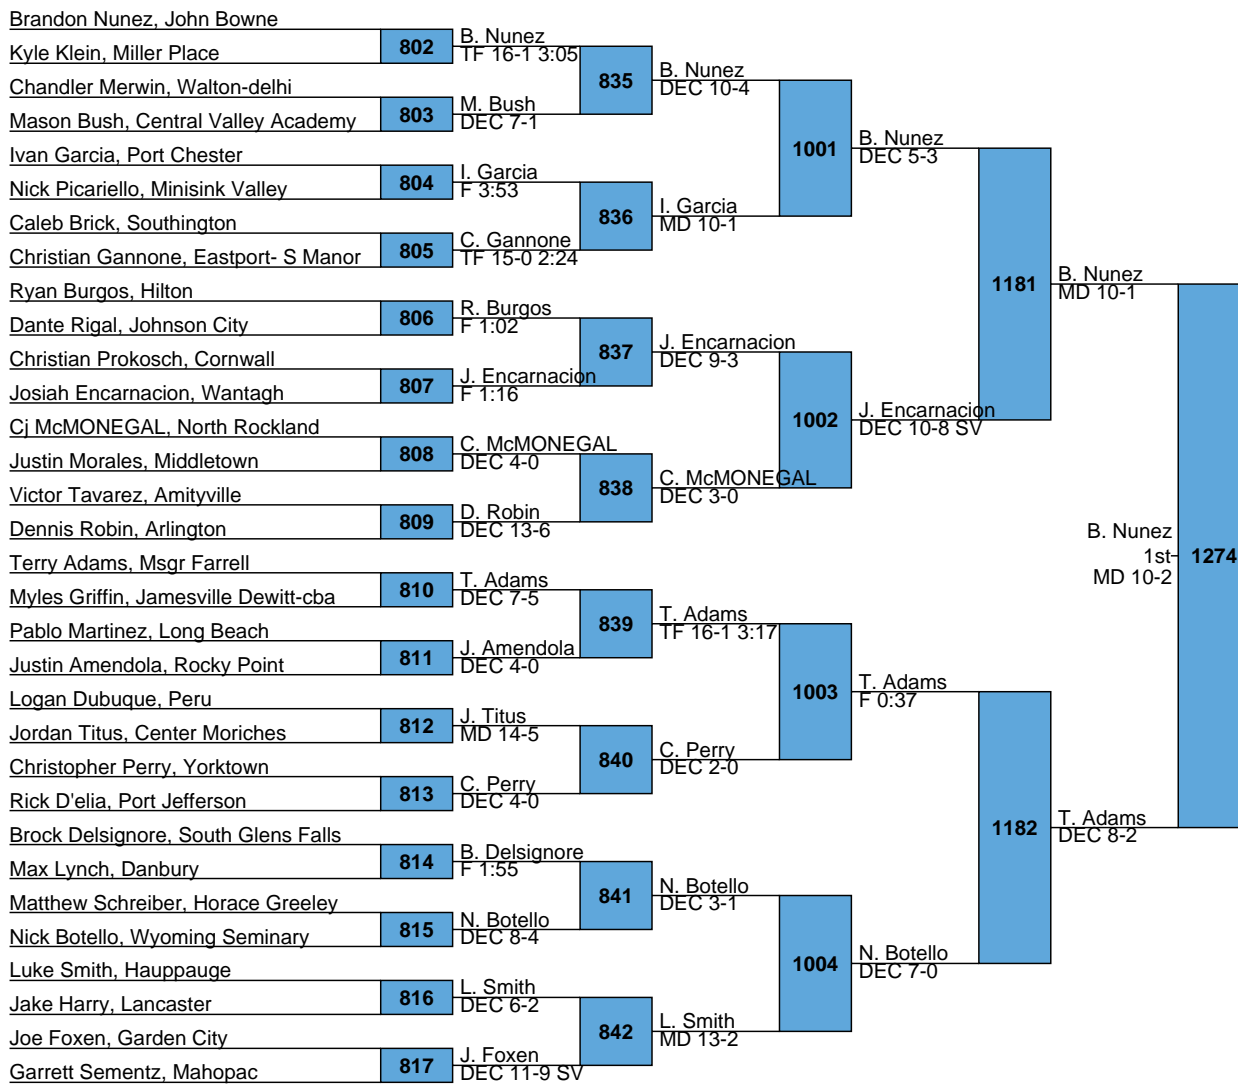 Brandon Nunez, John Bowne
Kyle Klein, Miller Place
Chandler Merwin, Walton-delhi
Mason Bush, Central Valley Academy
Ivan Garcia, Port Chester
Nick Picariello, Minisink Valley
Caleb Brick, Southington
Christian Gannone, Eastport- S Manor
Ryan Burgos, Hilton
Dante Rigal, Johnson City
Christian Prokosch, Cornwall
Josiah Encarnacion, Wantagh
Cj McMONEGAL, North Rockland
Justin Morales, Middletown
Victor Tavarez, Amityville
Dennis Robin, Arlington
Terry Adams, Msgr Farrell
Myles Griffin, Jamesville Dewitt-cba
Pablo Martinez, Long Beach
Justin Amendola, Rocky Point
Logan Dubuque, Peru
Jordan Titus, Center Moriches
Christopher Perry, Yorktown
Rick D'elia, Port Jefferson
Brock Delsignore, South Glens Falls
Max Lynch, Danbury
Matthew Schreiber, Horace Greeley
Nick Botello, Wyoming Seminary
Luke Smith, Hauppauge
Jake Harry, Lancaster
Joe Foxen, Garden City
Garrett Sementz, Mahopac
802
803
804
805
806
807
808
809
810
811
812
813
814
815
816
817
B. Nunez
TF 16-1 3:05
M. Bush
DEC 7-1
I. Garcia
F 3:53
C. Gannone
TF 15-0 2:24
R. Burgos
F 1:02
J. Encarnacion
F 1:16
C. McMONEGAL
DEC 4-0
D. Robin
DEC 13-6
T. Adams
DEC 7-5
J. Amendola
DEC 4-0
J. Titus
MD 14-5
C. Perry
DEC 4-0
B. Delsignore
F 1:55
N. Botello
DEC 8-4
L. Smith
DEC 6-2
J. Foxen
DEC 11-9 SV
835
836
837
838
839
840
841
842
B. Nunez
DEC 10-4
I. Garcia
MD 10-1
J. Encarnacion
DEC 9-3
C. McMONEGAL
DEC 3-0
T. Adams
TF 16-1 3:17
C. Perry
DEC 2-0
N. Botello
DEC 3-1
L. Smith
MD 13-2
1001
1002
1003
1004
B. Nunez
DEC 5-3
J. Encarnacion
DEC 10-8 SV
T. Adams
F 0:37
N. Botello
DEC 7-0
1181
1182
B. Nunez
MD 10-1
T. Adams
DEC 8-2
B. Nunez
1st
MD 10-2
1274